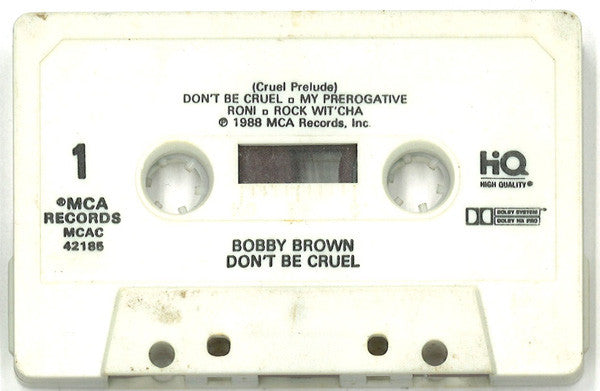 (Cruel Prelude)
DON'T BE CRUEL ▫ MY PREROGATIVE
RONI ▫ ROCK WIT'CHA
℗ 1988 MCA Records, Inc.
1
®MCA
RECORDS
MCAC
42185
HQ
HIGH QUALITY®
DOLBY SYSTEM®
DOLBY HX PRO
BOBBY BROWN
DON'T BE CRUEL